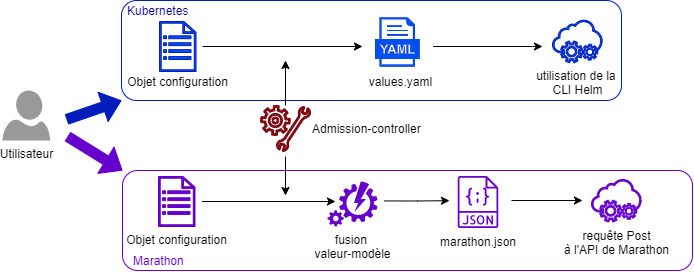 Kubernetes
YAML
Objet configuration
values.yaml
utilisation de la
CLI Helm
Utilisateur
Admission-controller
{;}
JSON
Objet configuration
fusion
valeur-modèle
marathon.json
requête Post
à l'API de Marathon
Marathon